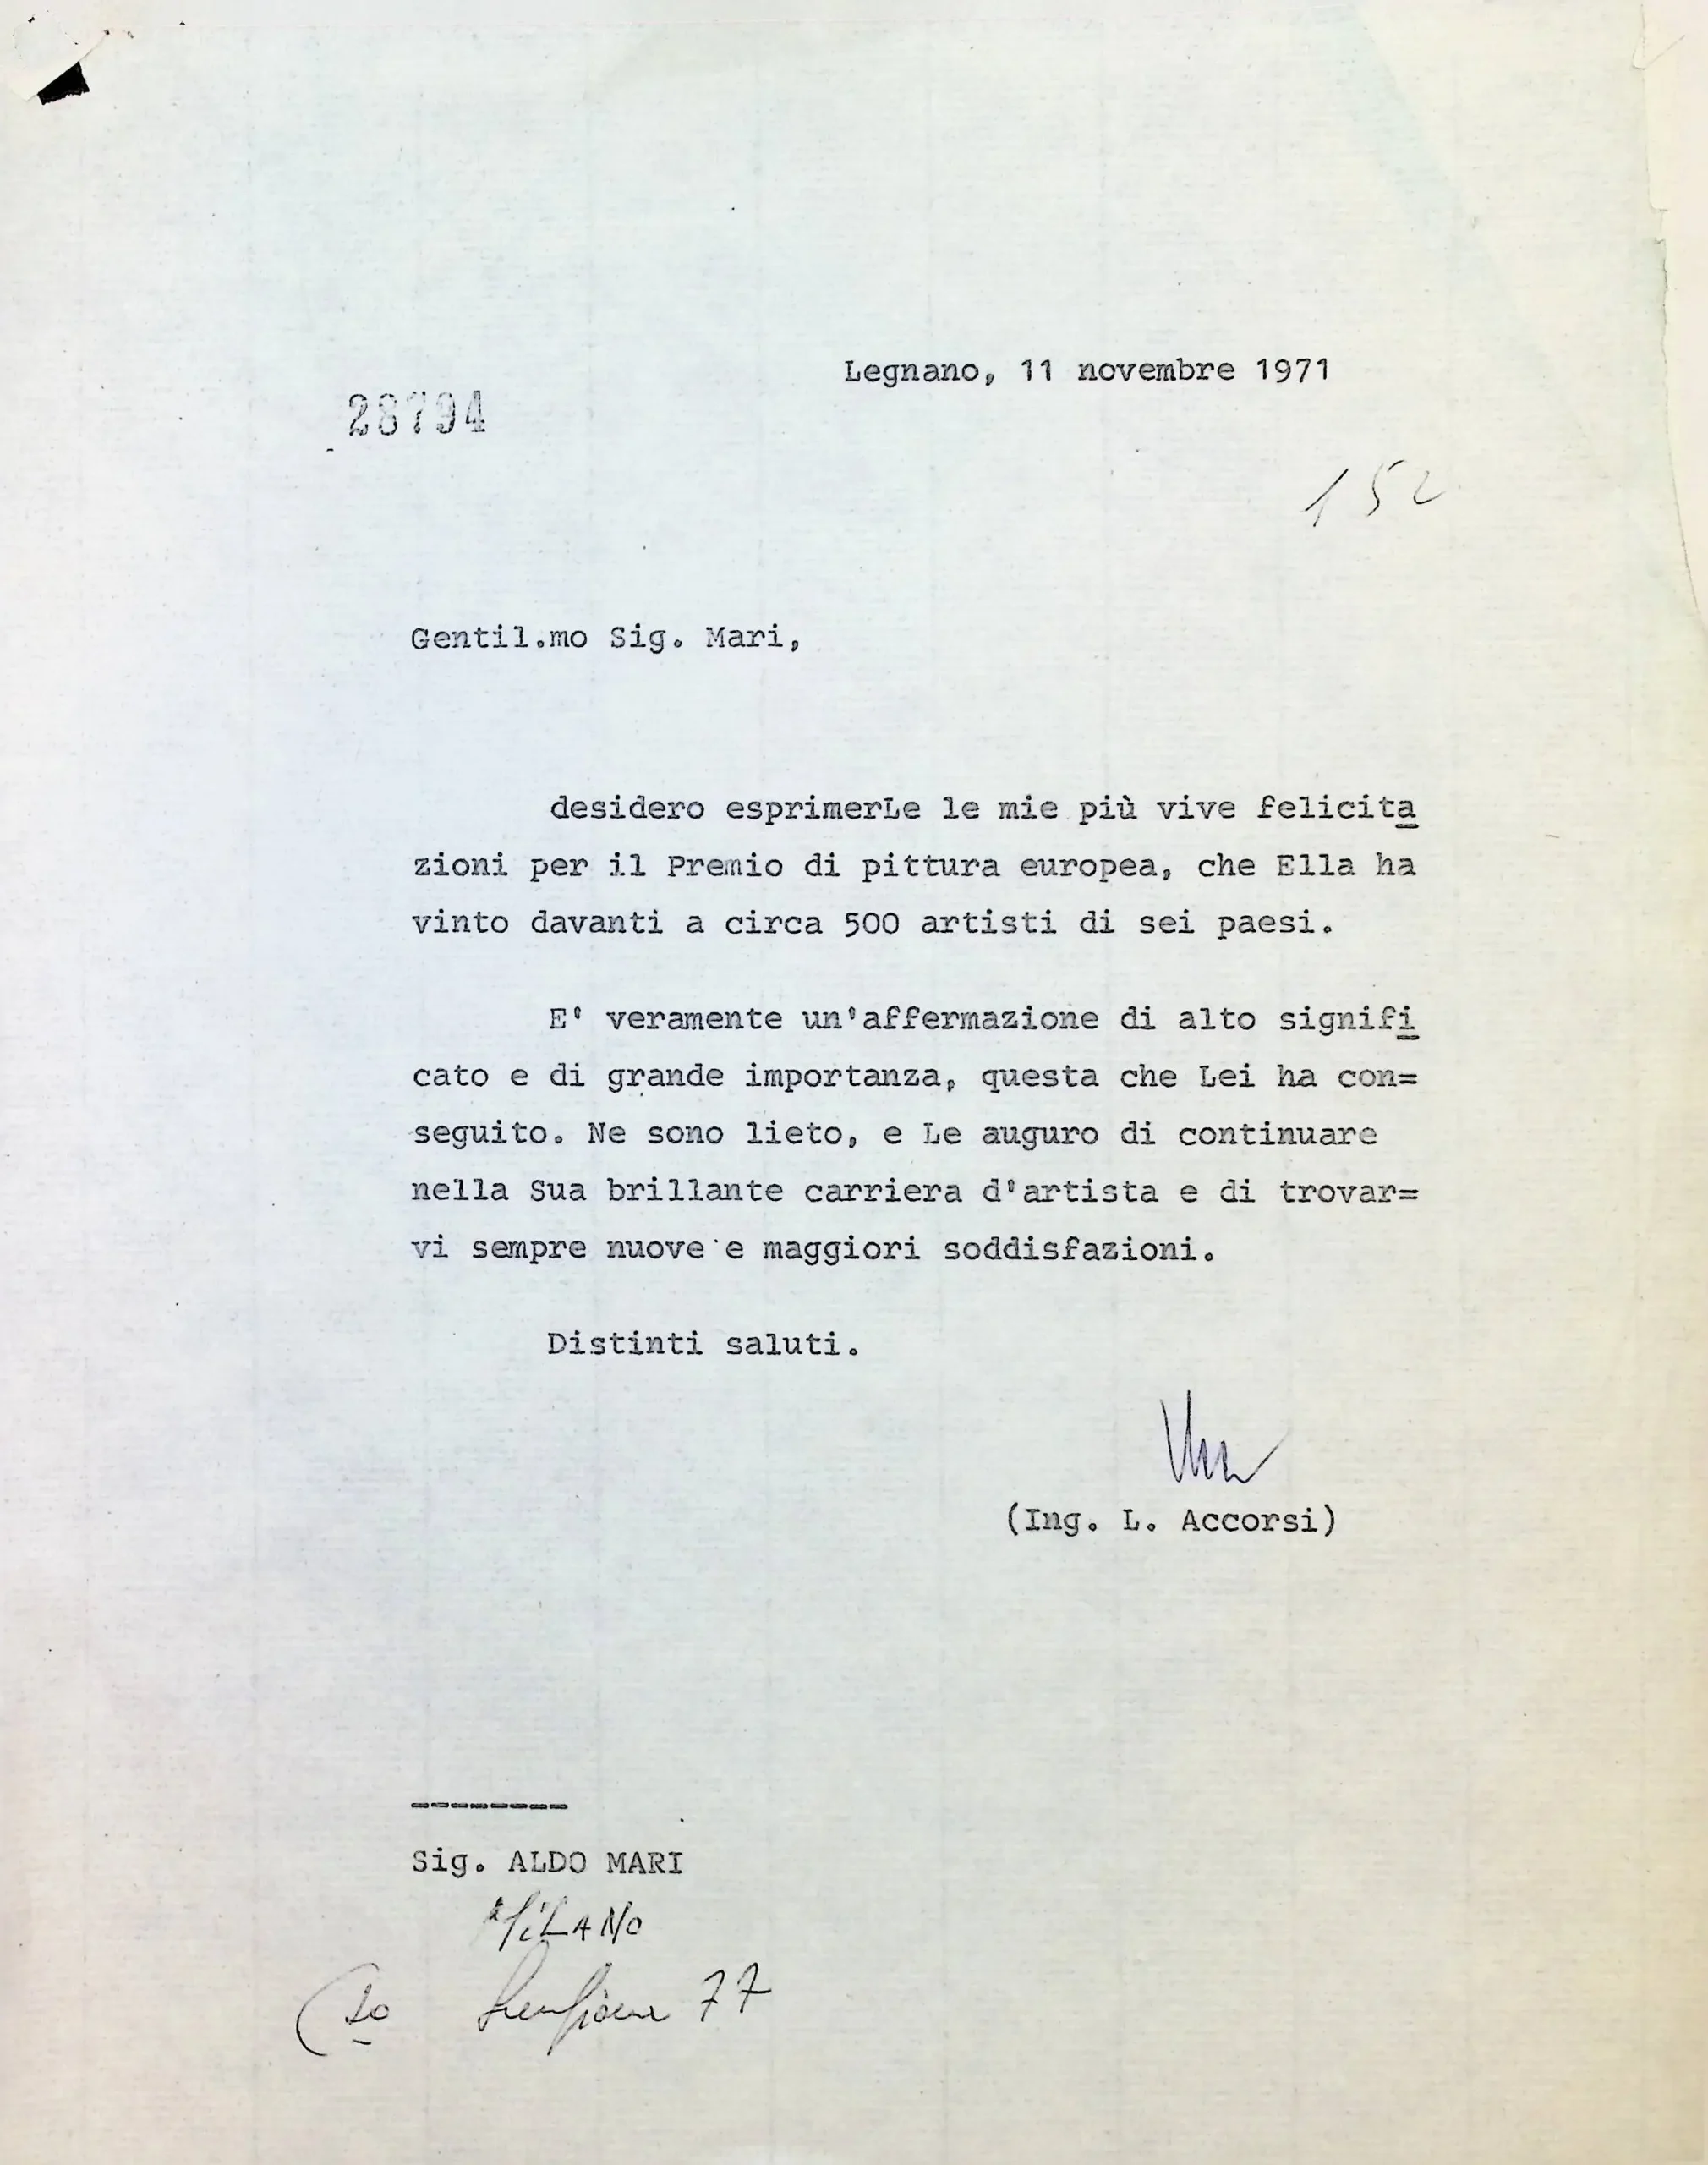 Legnano, 11 novembre 1971
28794
152
Gentil.mo Sig. Mari,
desidero esprimerLe le mie più vive felicita
zioni per il Premio di pittura europea, che Ella ha
vinto davanti a circa 500 artisti di sei paesi.
E' veramente un'affermazione di alto signifi
cato e di grande importanza, questa che Lei ha con=
seguito. Ne sono lieto, e Le auguro di continuare
nella Sua brillante carriera d'artista e di trovar=
vi sempre nuove e maggiori soddisfazioni.
Distinti saluti.
(Ing. L. Accorsi)
---------
Sig. ALDO MARI
MILANO
Sempione 77